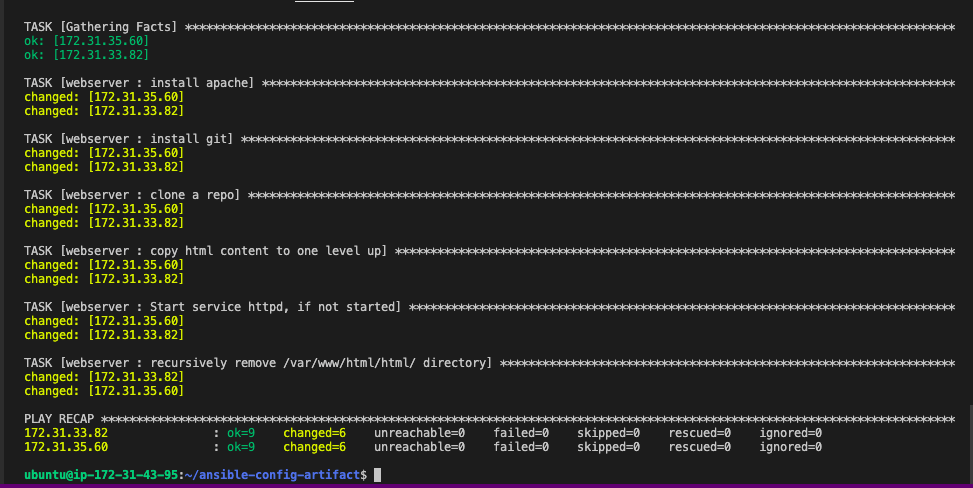 TASK [Gathering Facts] **************************************************************************************************************
ok: [172.31.35.60]
ok: [172.31.33.82]
TASK [webserver : install apache] ***************************************************************************************************
changed: [172.31.35.60]
changed: [172.31.33.82]
TASK [webserver : install git] ******************************************************************************************************
changed: [172.31.35.60]
changed: [172.31.33.82]
TASK [webserver : clone a repo] *****************************************************************************************************
changed: [172.31.35.60]
changed: [172.31.33.82]
TASK [webserver : copy html content to one level up] ********************************************************************************
changed: [172.31.35.60]
changed: [172.31.33.82]
TASK [webserver : Start service httpd, if not started] ******************************************************************************
changed: [172.31.35.60]
changed: [172.31.33.82]
TASK [webserver : recursively remove /var/www/html/html/ directory] *****************************************************************
changed: [172.31.33.82]
changed: [172.31.35.60]
PLAY RECAP **************************************************************************************************************************
172.31.33.82               : ok=9    changed=6    unreachable=0    failed=0    skipped=0    rescued=0    ignored=0
172.31.35.60               : ok=9    changed=6    unreachable=0    failed=0    skipped=0    rescued=0    ignored=0
ubuntu@ip-172-31-43-95:~/ansible-config-artifact$